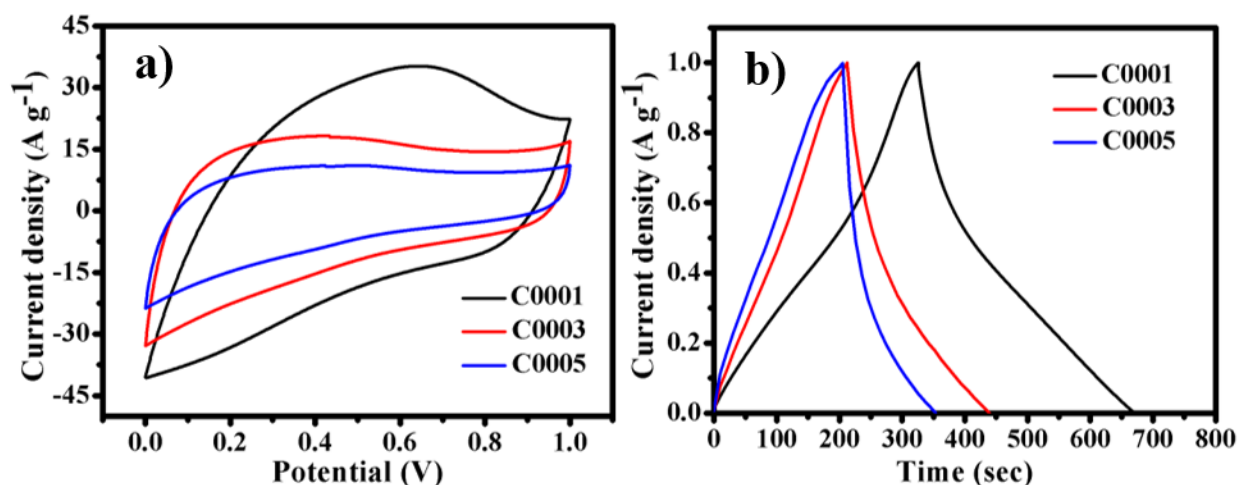 a)
Current density (A g⁻¹)
45
30
15
0
-15
-30
-45
C0001
C0003
C0005
0.0 0.2 0.4 0.6 0.8 1.0
Potential (V)
b)
Current density (A g⁻¹)
1.0
0.8
0.6
0.4
0.2
0.0
C0001
C0003
C0005
0 100 200 300 400 500 600 700 800
Time (sec)